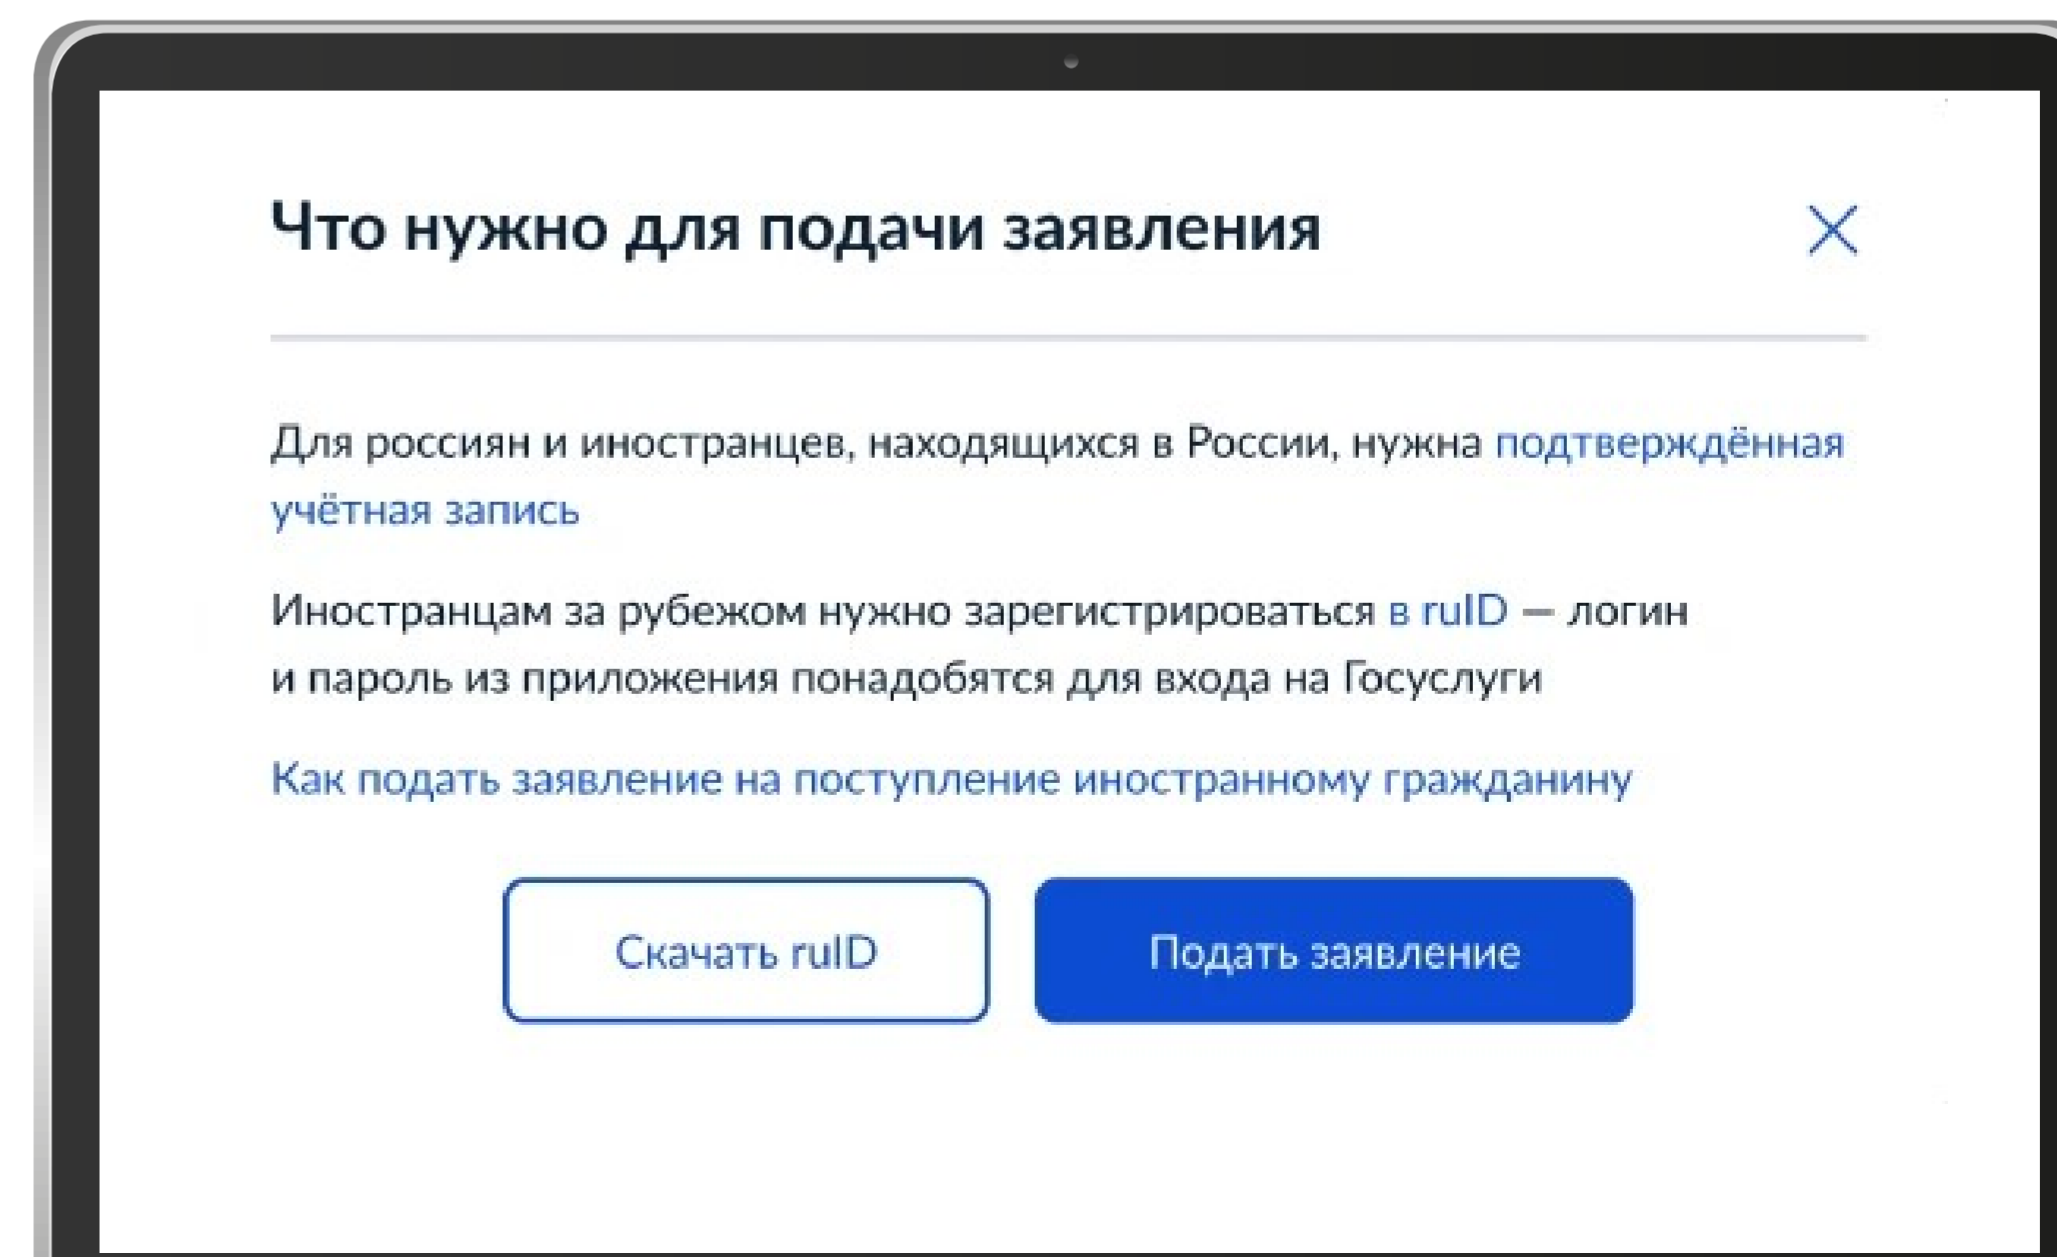 Что нужно для подачи заявления
Для россиян и иностранцев, находящихся в России, нужна подтверждённая
учётная запись
Иностранцам за рубежом нужно зарегистрироваться в ruID — логин
и пароль из приложения понадобятся для входа на Госуслуги
Как подать заявление на поступление иностранному гражданину
Скачать ruID
Подать заявление